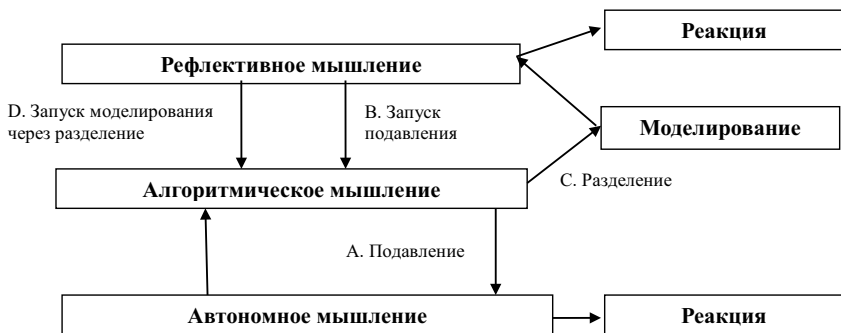 Реакция
Рефлективное мышление
D. Запуск моделирования
через разделение
B. Запуск
подавления
Моделирование
Алгоритмическое мышление
C. Разделение
A. Подавление
Автономное мышление
Реакция